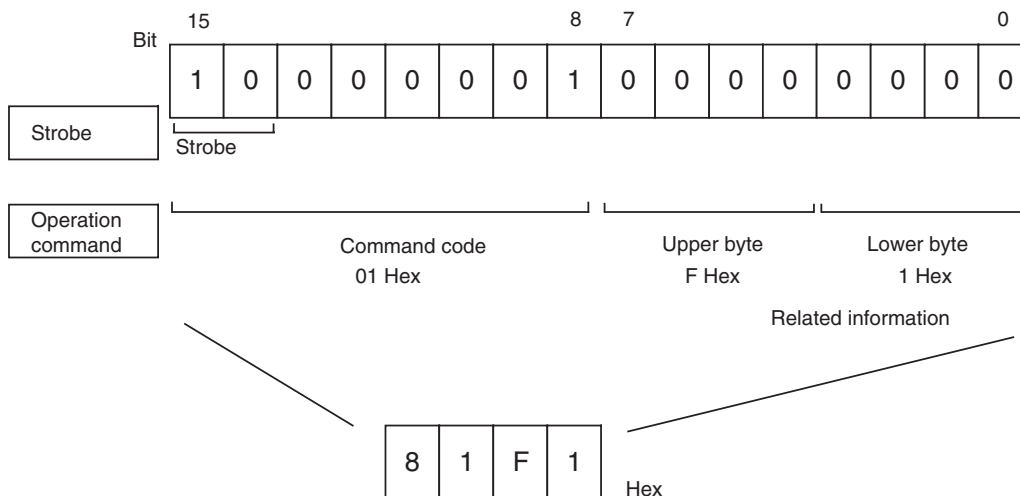 15 8 7 0
Bit
1 0 0 0 0 0 0 1 0 0 0 0 0 0 0 0
Strobe
Strobe
Operation
command
Command code
01 Hex
Upper byte
F Hex
Lower byte
1 Hex
Related information
8 1 F 1
Hex